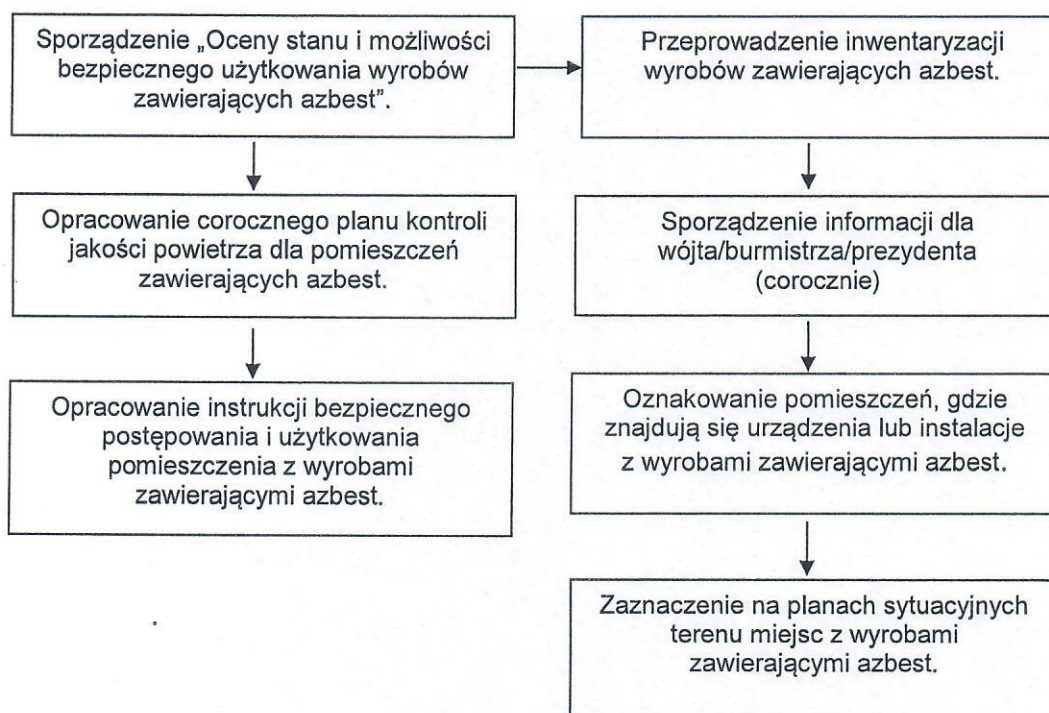 Sporządzenie „Oceny stanu i możliwości
bezpiecznego użytkowania wyrobów
zawierających azbest”.
Przeprowadzenie inwentaryzacji
wyrobów zawierających azbest.
Opracowanie corocznego planu kontroli
jakości powietrza dla pomieszczeń
zawierających azbest.
Sporządzenie informacji dla
wójta/burmistrza/prezydenta
(corocznie)
Opracowanie instrukcji bezpiecznego
postępowania i użytkowania
pomieszczenia z wyrobami
zawierającymi azbest.
Oznakowanie pomieszczeń, gdzie
znajdują się urządzenia lub instalacje
z wyrobami zawierającymi azbest.
Zaznaczenie na planach sytuacyjnych
terenu miejsc z wyrobami
zawierającymi azbest.